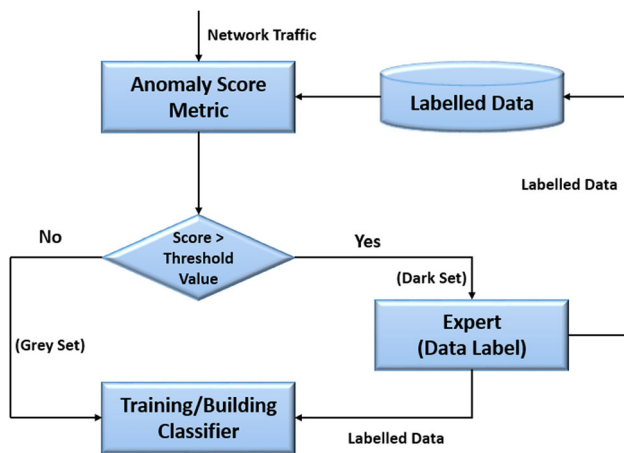 Network Traffic
Anomaly Score
Metric
Labelled Data
Labelled Data
No
Score >
Threshold
Value
Yes
(Dark Set)
(Grey Set)
Expert
(Data Label)
Training/Building
Classifier
Labelled Data